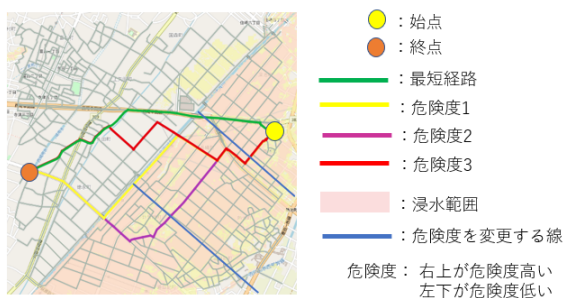 ：始点
：終点
：最短経路
：危険度1
：危険度2
：危険度3
：浸水範囲
：危険度を変更する線
危険度： 右上が危険度高い
左下が危険度低い